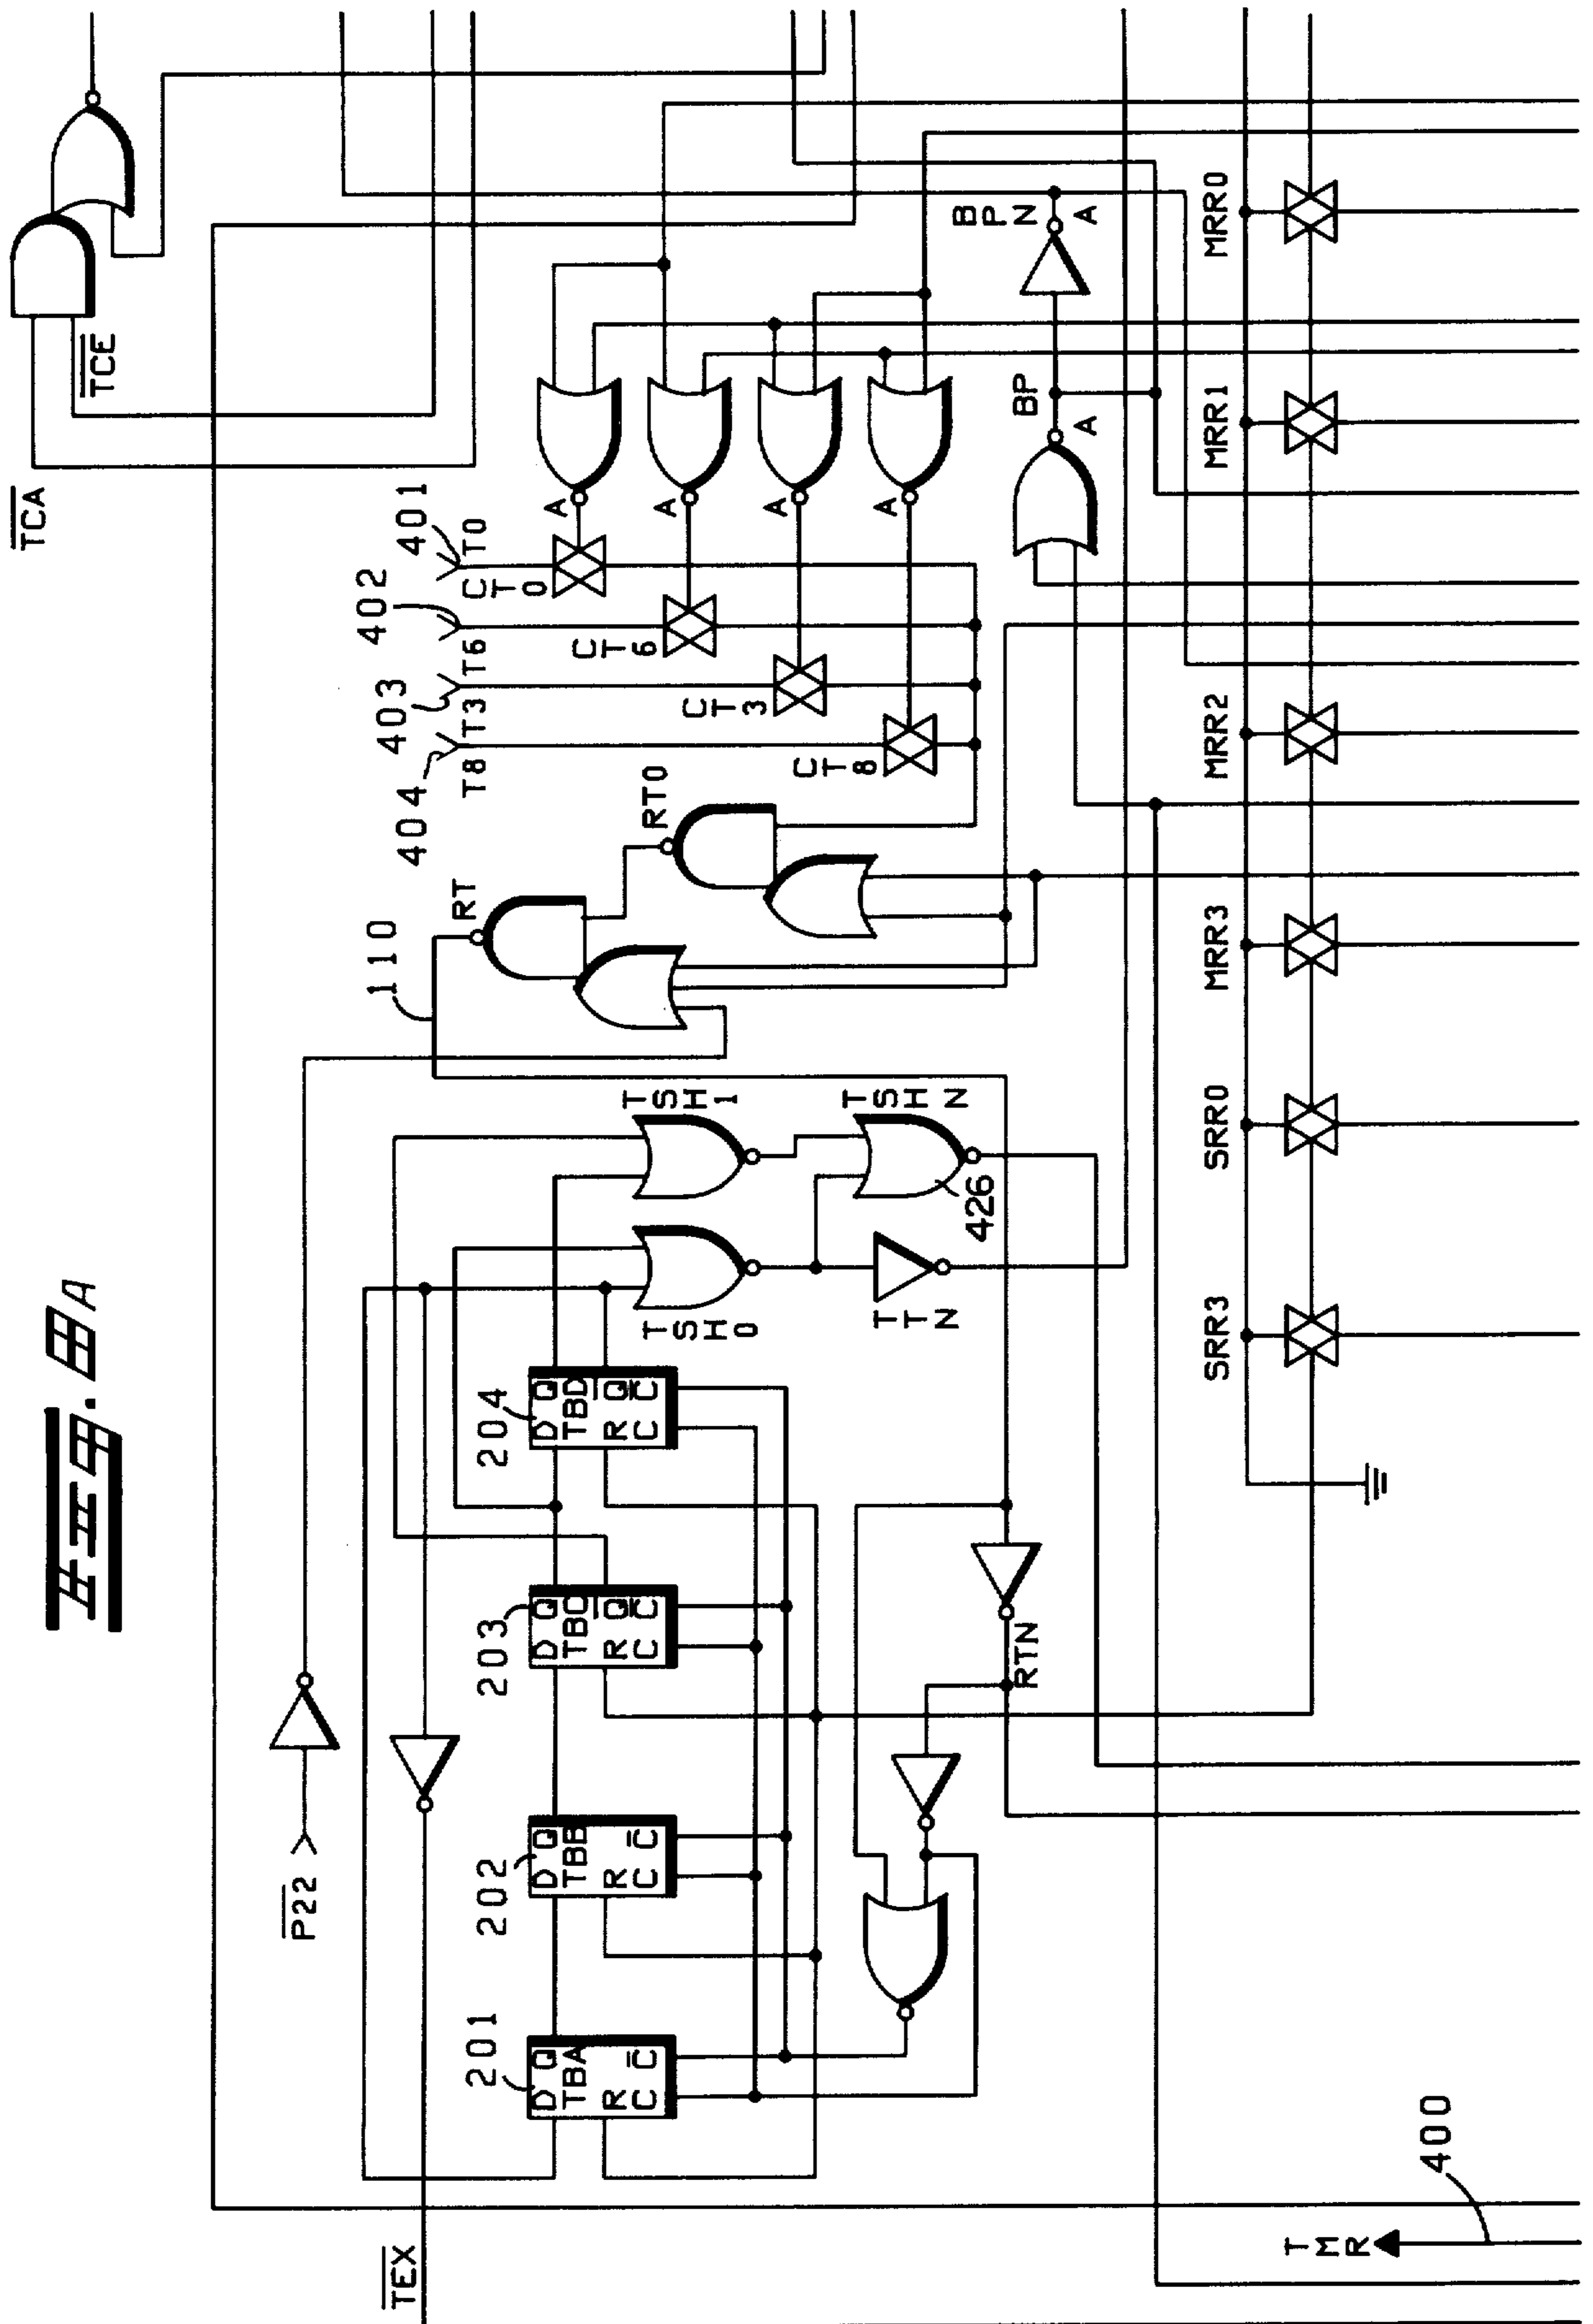 FIG. 8A
TCA
TCE
401
T0
CT0
402
T6
CT6
403
T3
CT3
404
T8
CT8
A
A
A
A
BPN
A
BP
A
RT0
RT
110
TSH1
TSHN
426
TSH0
TTN
204
D Q
TBD
R Q
C C
203
D Q
TBC
R Q
C C
202
D Q
TBB
R
C C
201
D Q
TBA
R
C C
P22
TEX
RTN
MRR0
MRR1
MRR2
MRR3
SRR0
SRR3
TMR
400